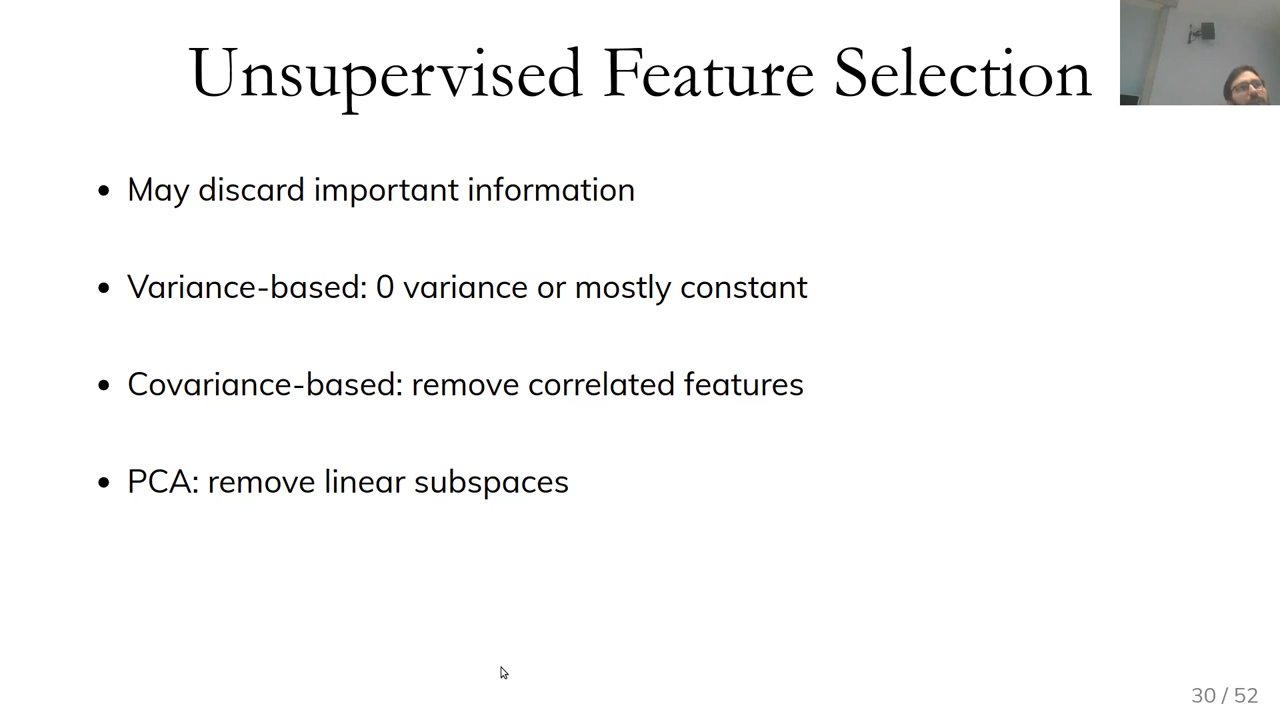 Unsupervised Feature Selection
• May discard important information
• Variance-based: 0 variance or mostly constant
• Covariance-based: remove correlated features
• PCA: remove linear subspaces
30 / 52